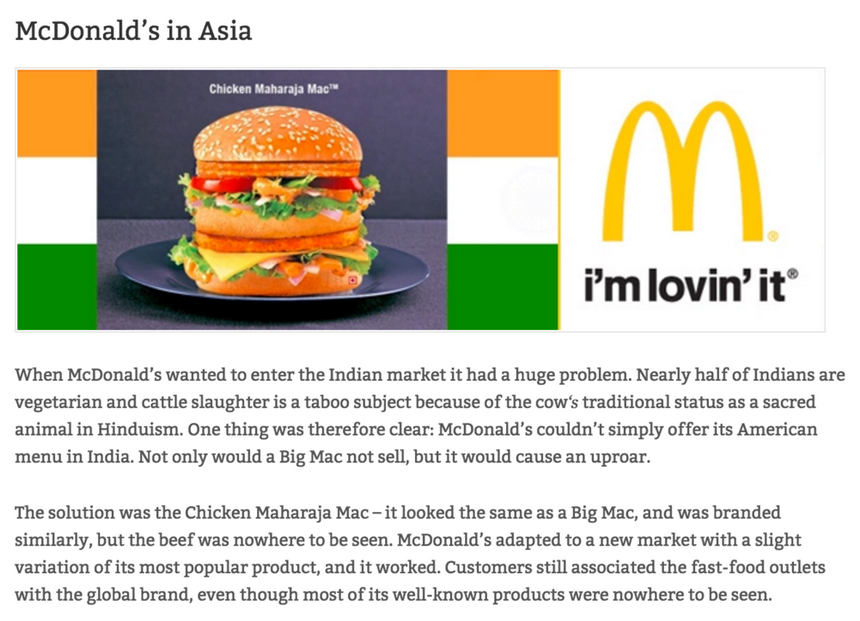 McDonald’s in Asia
Chicken Maharaja Mac™
i’m lovin’ it®
When McDonald’s wanted to enter the Indian market it had a huge problem. Nearly half of Indians are
vegetarian and cattle slaughter is a taboo subject because of the cow‘s traditional status as a sacred
animal in Hinduism. One thing was therefore clear: McDonald’s couldn’t simply offer its American
menu in India. Not only would a Big Mac not sell, but it would cause an uproar.
The solution was the Chicken Maharaja Mac – it looked the same as a Big Mac, and was branded
similarly, but the beef was nowhere to be seen. McDonald’s adapted to a new market with a slight
variation of its most popular product, and it worked. Customers still associated the fast-food outlets
with the global brand, even though most of its well-known products were nowhere to be seen.